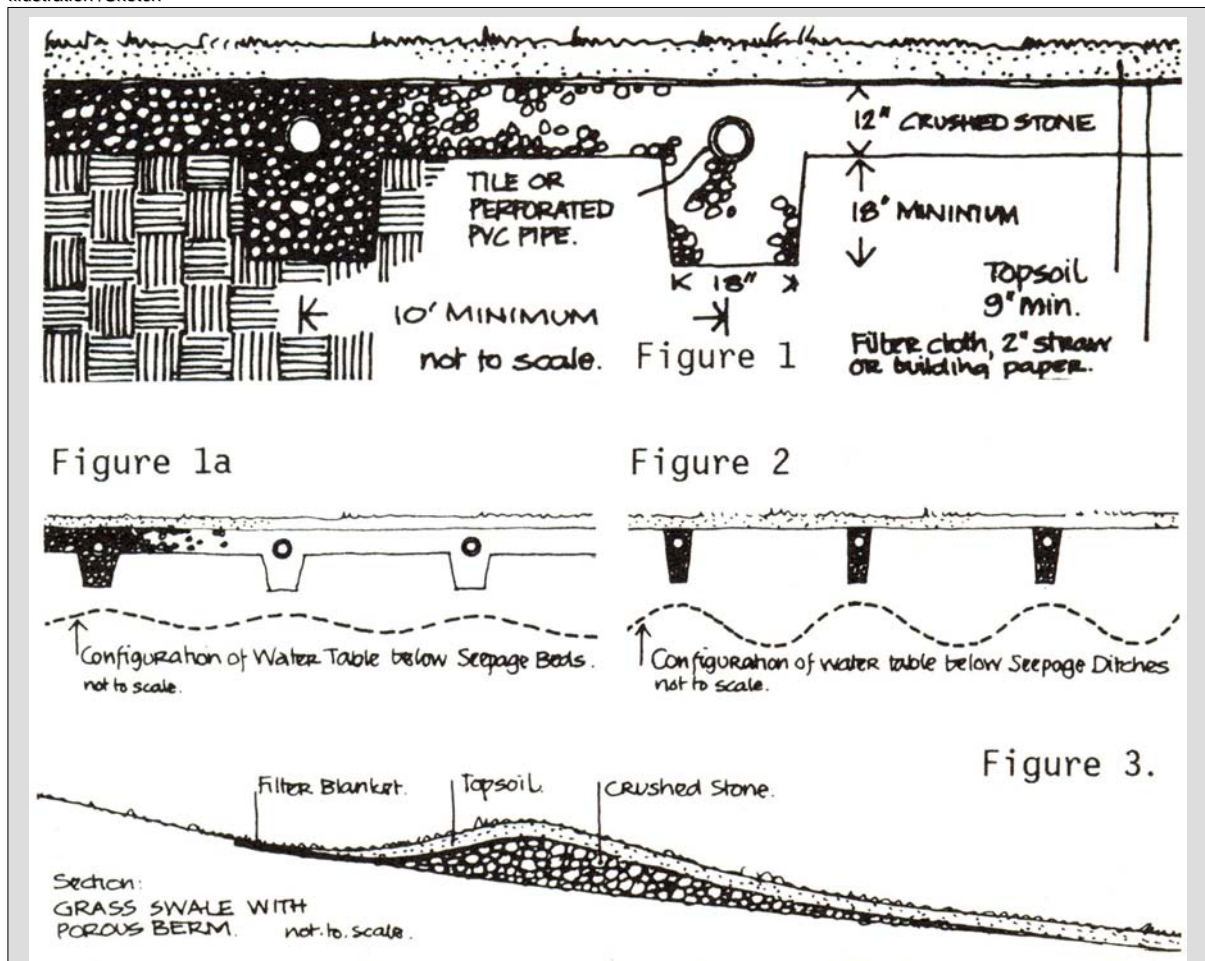 12" CRUSHED STONE
TILE OR
PERFORATED
PVC PIPE.
18" MINIMUM
18"
Topsoil
9" min.
10' MINIMUM
not to scale.
Figure 1
Filter cloth, 2" straw
OR building paper.
Figure 1a
Figure 2
Configuration of Water Table below Seepage Beds.
not to scale.
Configuration of water table below Seepage Ditches
not to scale.
Figure 3.
Filter Blanket.
Topsoil.
Crushed Stone.
Section:
GRASS SWALE WITH
POROUS BERM.
not.to.scale.